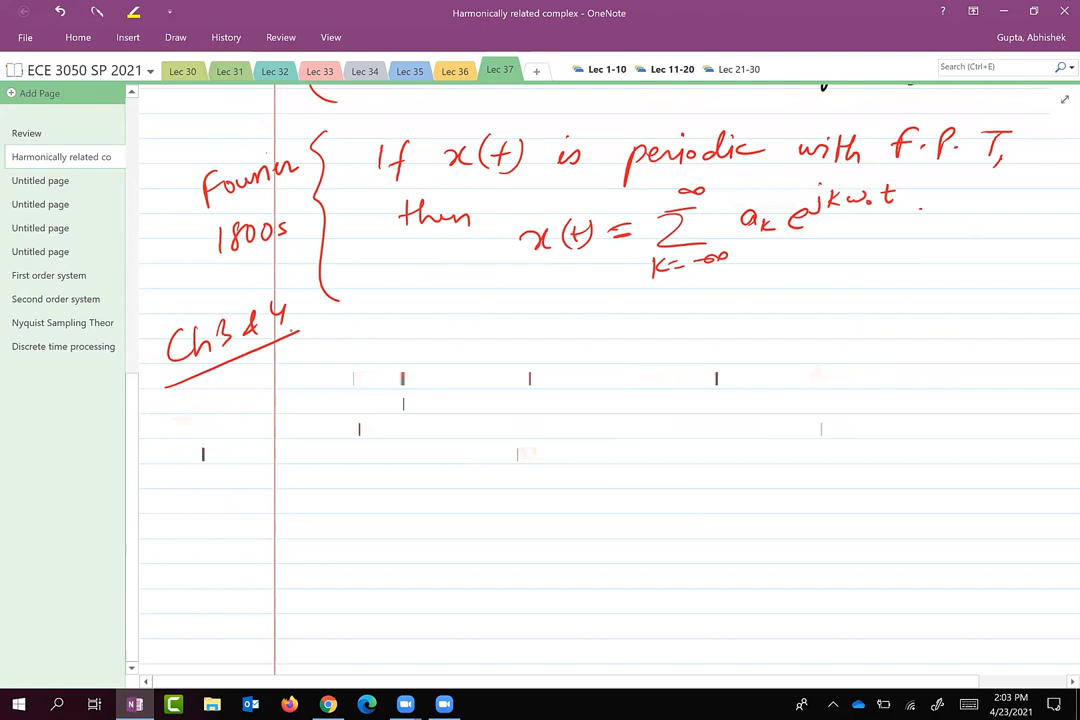 Harmonically related complex - OneNote
Gupta, Abhishek
File Home Insert Draw History Review View
ECE 3050 SP 2021
Lec 30 Lec 31 Lec 32 Lec 33 Lec 34 Lec 35 Lec 36 Lec 37
Lec 1-10 Lec 11-20 Lec 21-30
Search (Ctrl+E)
Add Page
Review
Harmonically related co
Untitled page
Untitled page
Untitled page
Untitled page
First order system
Second order system
Nyquist Sampling Theor
Discrete time processing
Fourier
1800s
If x(t) is periodic with F.P. T,
then x(t) = ∑_{k=-∞}^{∞} a_k e^{jkω₀t}.
Ch 3 & 4.
2:03 PM
4/23/2021